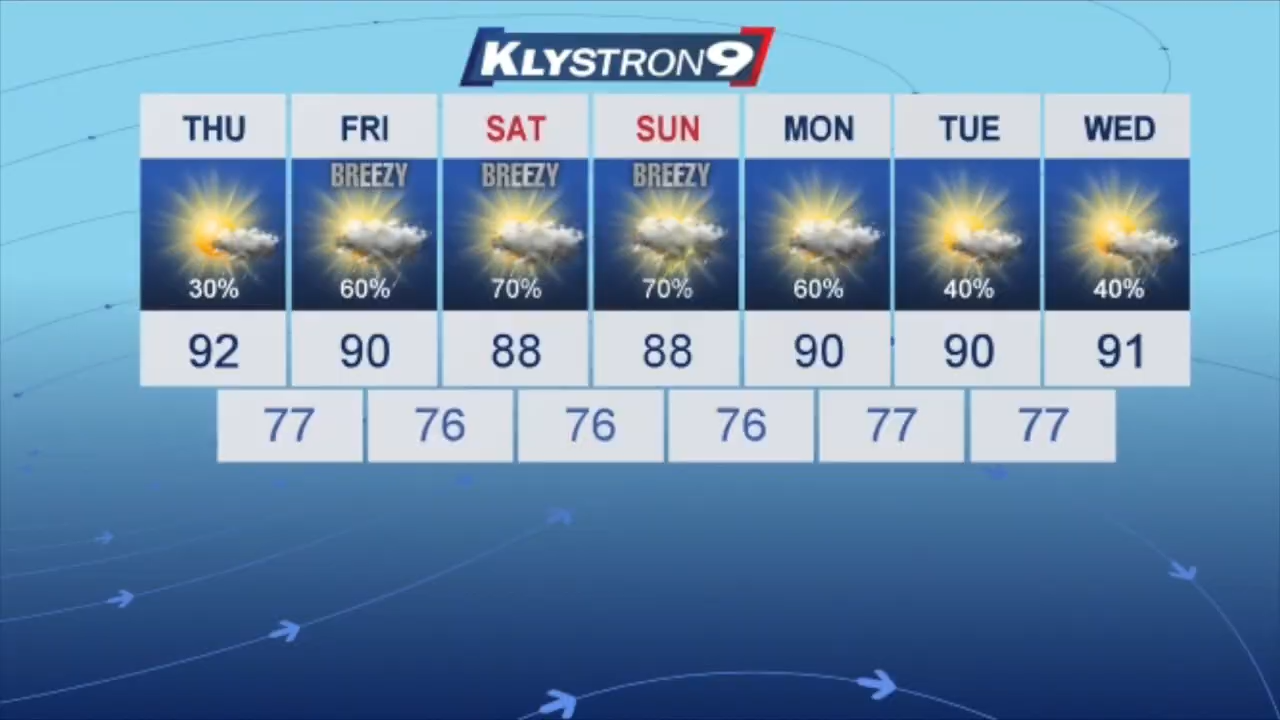 KLYSTRON9
THU FRI SAT SUN MON TUE WED
BREEZY BREEZY BREEZY
30% 60% 70% 70% 60% 40% 40%
92 90 88 88 90 90 91
77 76 76 76 77 77